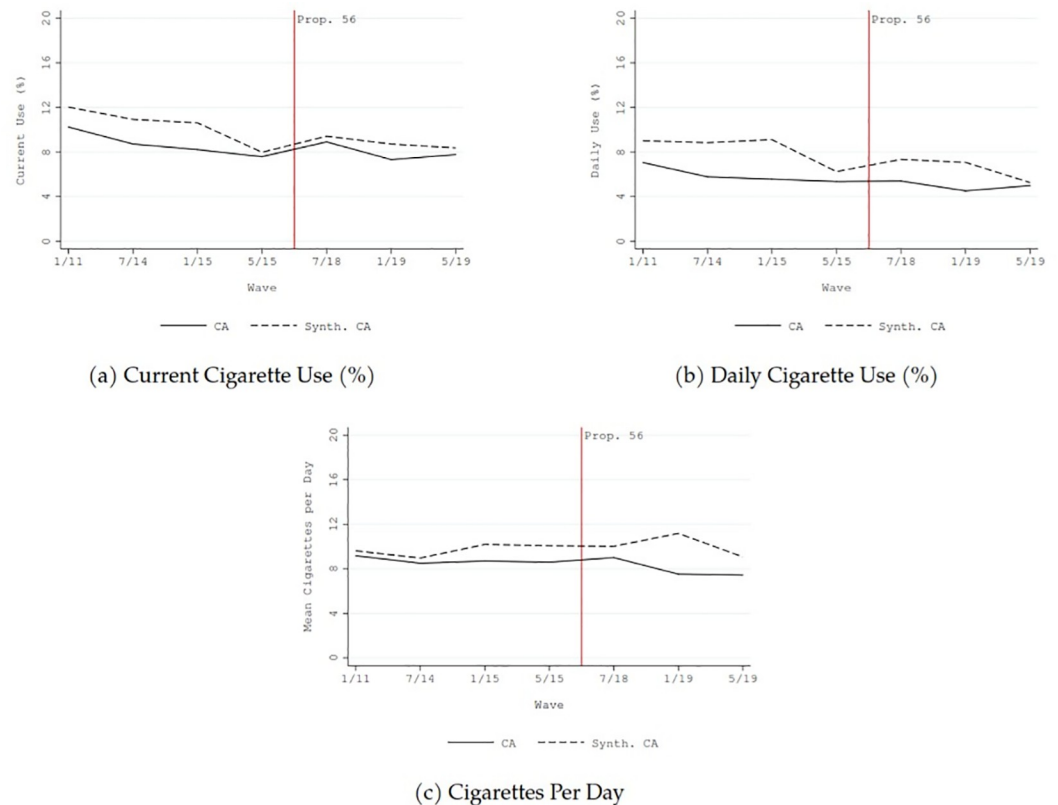 Prop. 56
Current Use (%)
20
16
12
8
4
0
1/11 7/14 1/15 5/15 7/18 1/19 5/19
Wave
CA Synth. CA
(a) Current Cigarette Use (%)
Prop. 56
Daily Use (%)
20
16
12
8
4
0
1/11 7/14 1/15 5/15 7/18 1/19 5/19
Wave
CA Synth. CA
(b) Daily Cigarette Use (%)
Prop. 56
Mean Cigarettes per Day
20
16
12
8
4
0
1/11 7/14 1/15 5/15 7/18 1/19 5/19
Wave
CA Synth. CA
(c) Cigarettes Per Day